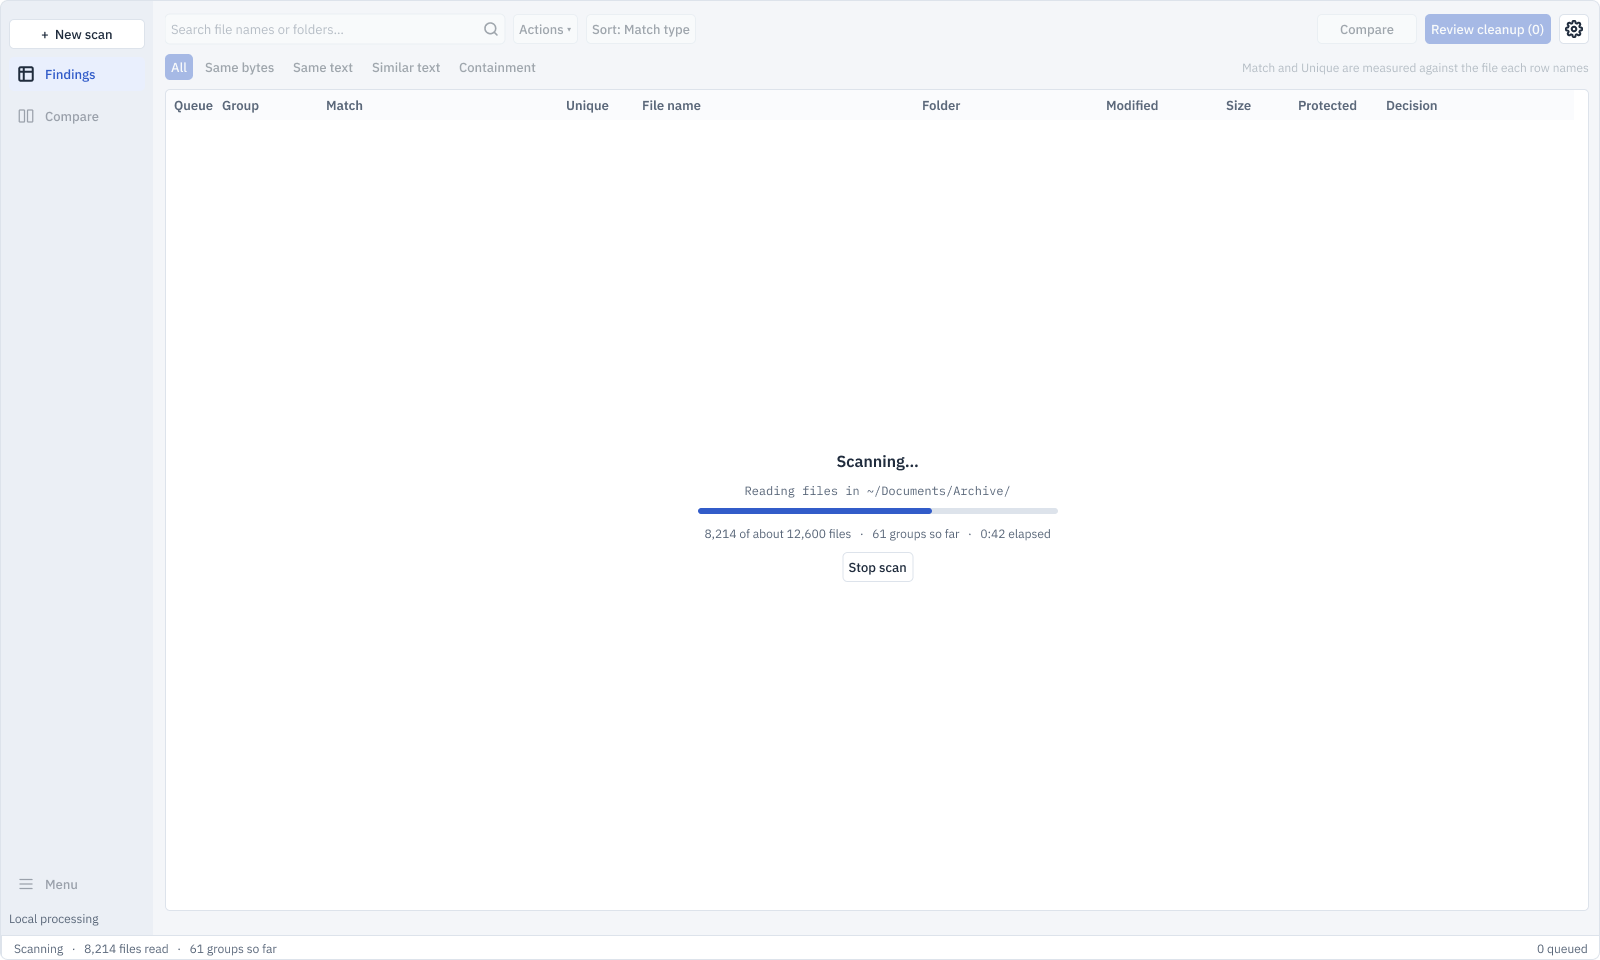 + New scan
Findings
Compare
Menu
Local processing
Search file names or folders...
Actions ▾
Sort: Match type
Compare
Review cleanup (0)
All
Same bytes
Same text
Similar text
Containment
Match and Unique are measured against the file each row names
Queue Group Match Unique File name Folder Modified Size Protected Decision
Scanning...
Reading files in ~/Documents/Archive/
8,214 of about 12,600 files · 61 groups so far · 0:42 elapsed
Stop scan
Scanning · 8,214 files read · 61 groups so far
0 queued